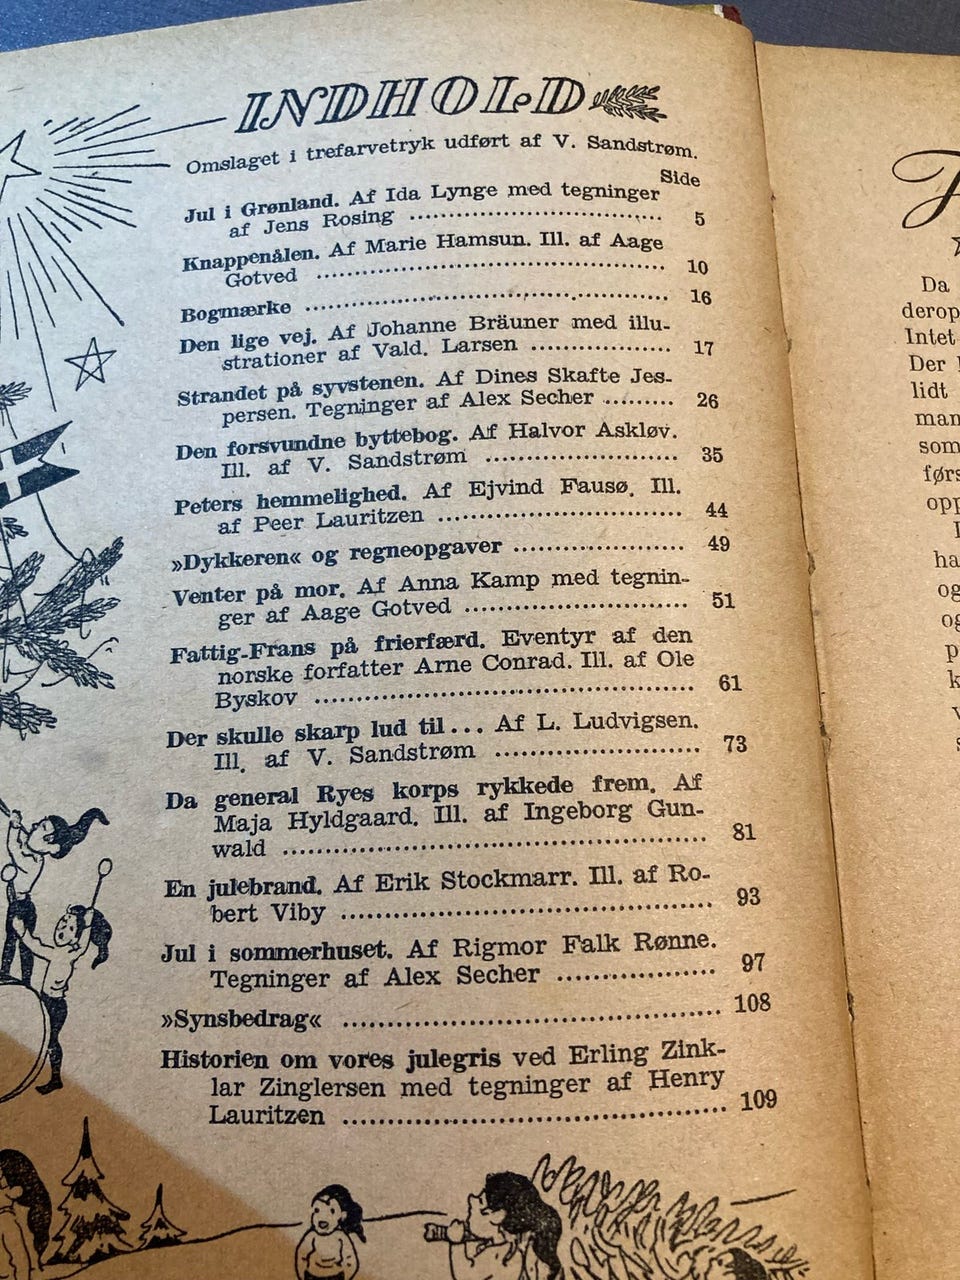 INDHOLD
Omslaget i trefarvetryk udført af V. Sandstrøm.
Side
Jul i Grønland. Af Ida Lynge med tegninger
af Jens Rosing ........................ 5
Knappenålen. Af Marie Hamsun. Ill. af Aage
Gotved ........................ 10
Bogmærke ........................ 16
Den lige vej. Af Johanne Bräuner med illu-
strationer af Vald. Larsen ........................ 17
Strandet på syvstenen. Af Dines Skafte Jes-
persen. Tegninger af Alex Secher ......... 26
Den forsvundne byttebog. Af Halvor Askløv.
Ill. af V. Sandstrøm ........................ 35
Peters hemmelighed. Af Ejvind Fausø. Ill.
af Peer Lauritzen ........................ 44
»Dykkeren« og regneopgaver ........................ 49
Venter på mor. Af Anna Kamp med tegnin-
ger af Aage Gotved ........................ 51
Fattig-Frans på frierfærd. Eventyr af den
norske forfatter Arne Conrad. Ill. af Ole
Byskov ........................ 61
Der skulle skarp lud til... Af L. Ludvigsen.
Ill. af V. Sandstrøm ........................ 73
Da general Ryes korps rykkede frem. Af
Maja Hyldgaard. Ill. af Ingeborg Gun-
wald ........................ 81
En julebrand. Af Erik Stockmarr. Ill. af Ro-
bert Viby ........................ 93
Jul i sommerhuset. Af Rigmor Falk Rønne.
Tegninger af Alex Secher ........................ 97
»Synsbedrag« ........................ 108
Historien om vores julegris ved Erling Zink-
lar Zinglersen med tegninger af Henry
Lauritzen ........................ 109
Da
derop
Intet
Der
lidt
man
som
førs
opp
ha
og
og